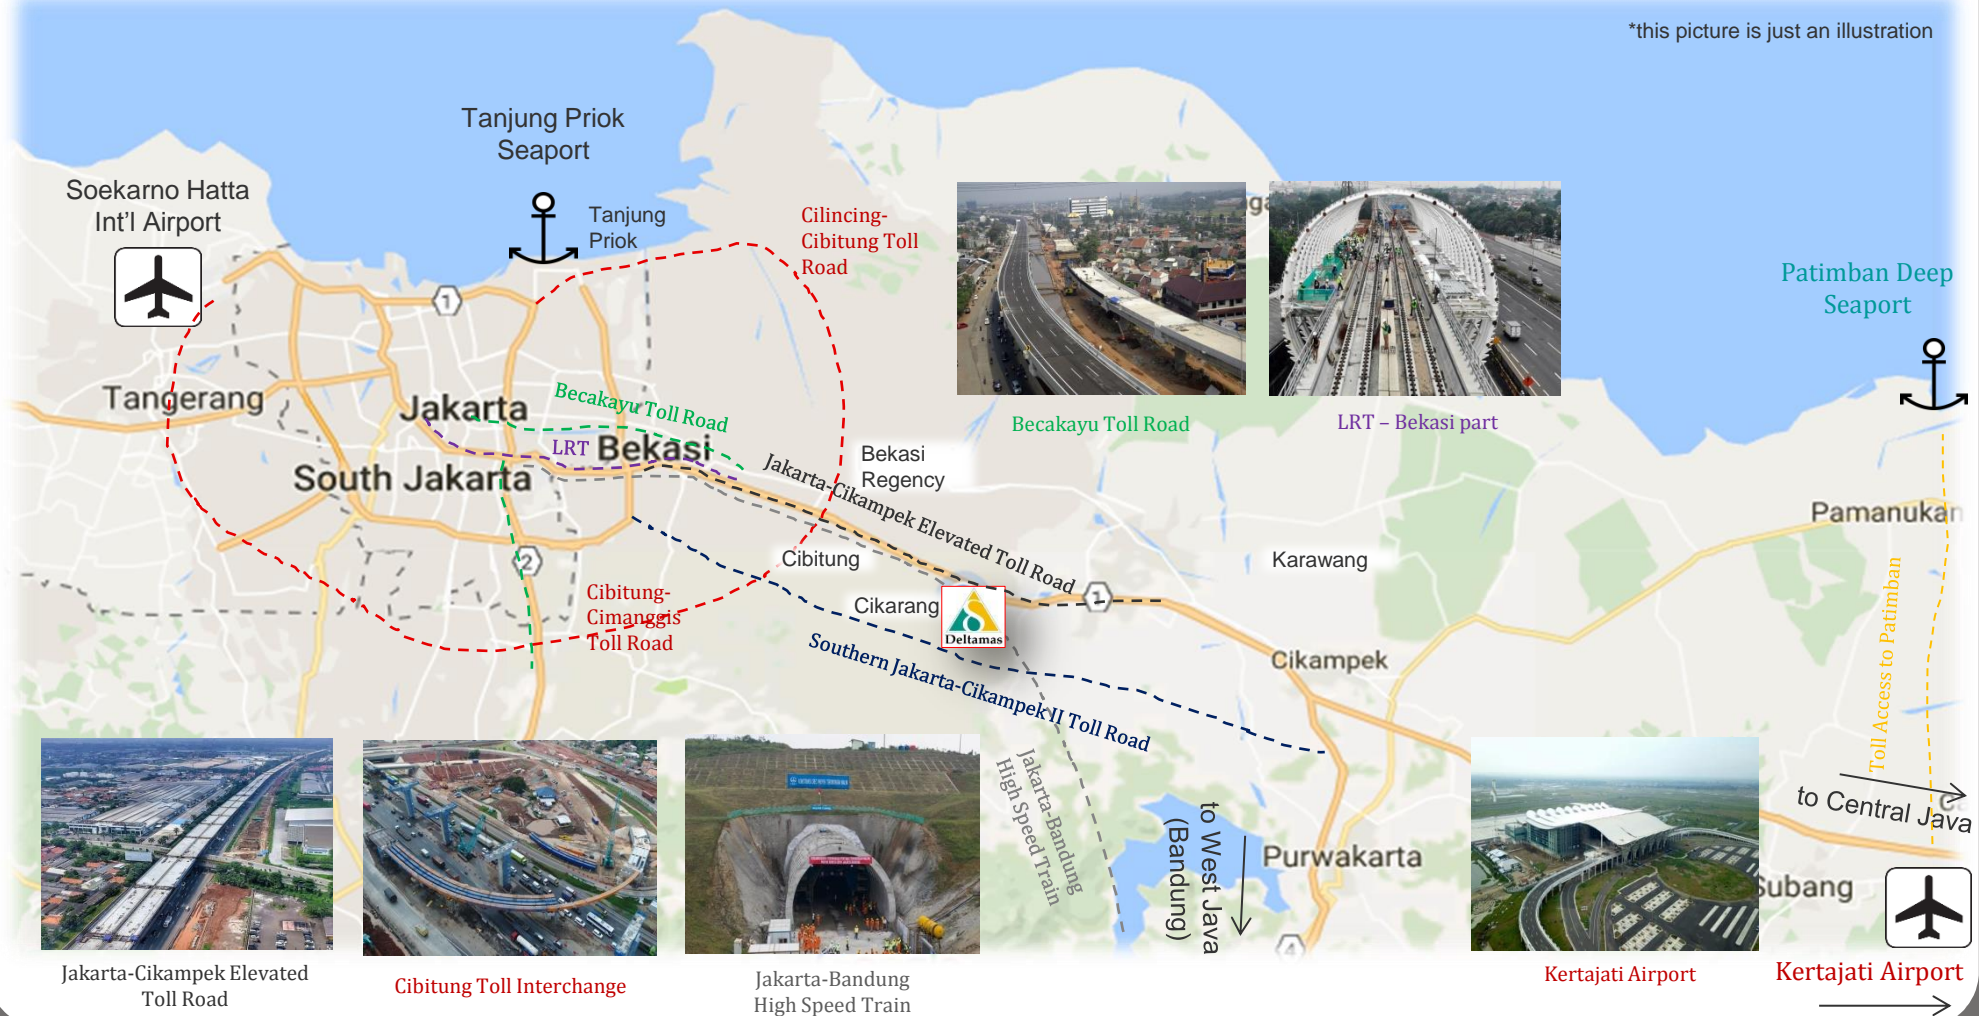 *this picture is just an illustration
Tanjung Priok
Seaport
Soekarno Hatta
Int'l Airport
Tanjung
Priok
Cilincing-
Cibitung Toll
Road
Patimban Deep
Seaport
1
Tangerang
Jakarta
Becakayu Toll Road
Becakayu Toll Road
LRT – Bekasi part
LRT
Bekasi
South Jakarta
Bekasi
Regency
Jakarta-Cikampek Elevated Toll Road
Pamanukan
2
Cibitung
Karawang
Cibitung-
Cimanggis
Toll Road
Cikarang
Deltamas
1
Southern Jakarta-Cikampek II Toll Road
Cikampek
Toll Access to Patimban
Jakarta-Bandung
High Speed Train
to West Java
(Bandung)
to Central Java
Purwakarta
Subang
4
Jakarta-Cikampek Elevated
Toll Road
Cibitung Toll Interchange
Jakarta-Bandung
High Speed Train
Kertajati Airport
Kertajati Airport